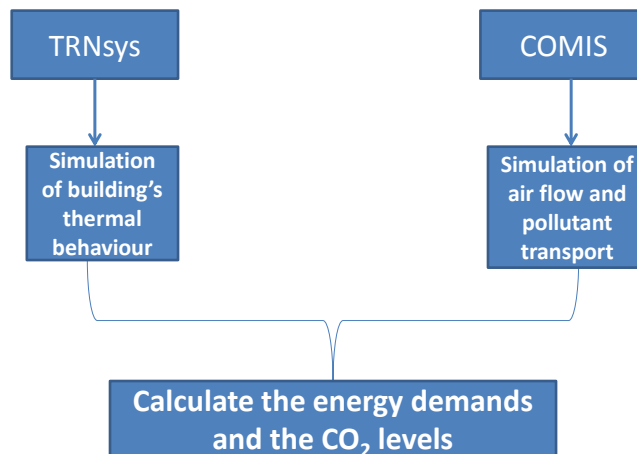 TRNsys
COMIS
Simulation
of building's
thermal
behaviour
Simulation of
air flow and
pollutant
transport
Calculate the energy demands
and the CO₂ levels